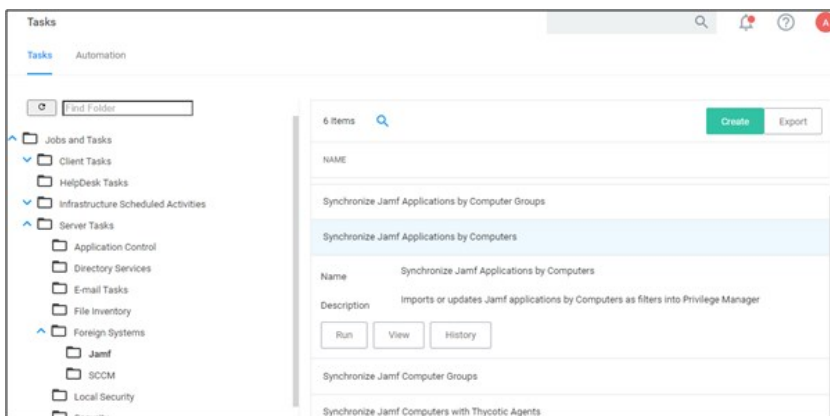 Tasks
A
Tasks Automation
Find Folder
Jobs and Tasks
Client Tasks
HelpDesk Tasks
Infrastructure Scheduled Activities
Server Tasks
Application Control
Directory Services
E-mail Tasks
File Inventory
Foreign Systems
Jamf
SCCM
Local Security
6 Items
Create Export
NAME
Synchronize Jamf Applications by Computer Groups
Synchronize Jamf Applications by Computers
Name Synchronize Jamf Applications by Computers
Description Imports or updates Jamf applications by Computers as filters into Privilege Manager
Run View History
Synchronize Jamf Computer Groups
Synchronize Jamf Computers with Thycotic Agents